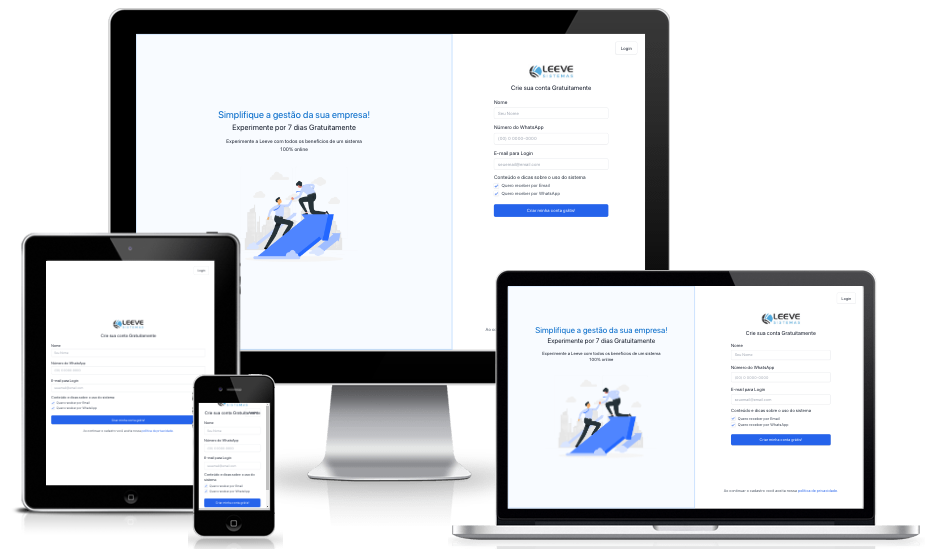 Login
LEEVE
SISTEMAS
Crie sua conta Gratuitamente
Nome
Seu Nome
Número do WhatsApp
E-mail para Login
Conteúdo e dicas sobre o uso do sistema
Quero receber por Email
Quero receber por WhatsApp
Criar minha conta grátis!
Simplifique a gestão da sua empresa!
Experimente por 7 dias Gratuitamente
Experimente a Leeve com todos os benefícios de um sistema
100% online
Login
LEEVE
SISTEMAS
Crie sua conta Gratuitamente
Nome
Número do WhatsApp
E-mail para Login
Conteúdo e dicas sobre o uso do sistema
Quero receber por Email
Quero receber por WhatsApp
Criar minha conta grátis!
Crie sua conta Gratuitamente
Nome
Número do WhatsApp
E-mail para Login
Conteúdo e dicas sobre o uso do
sistema
Quero receber por Email
Quero receber por WhatsApp
Criar minha conta grátis!
Simplifique a gestão da sua empresa!
Experimente por 7 dias Gratuitamente
Experimente a Leeve com todos os benefícios de um sistema
100% online
Login
LEEVE
SISTEMAS
Crie sua conta Gratuitamente
Nome
Seu Nome
Número do WhatsApp
E-mail para Login
Conteúdo e dicas sobre o uso do sistema
Quero receber por Email
Quero receber por WhatsApp
Criar minha conta grátis!
Ao continuar o cadastro você aceita nossa política de privacidade